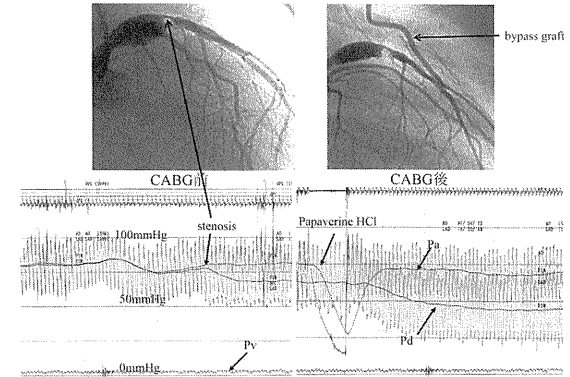 bypass graft
CABG前
CABG後
stenosis
100mmHg
Papaverine HCl
Pa
50mmHg
Pd
Pv
0mmHg